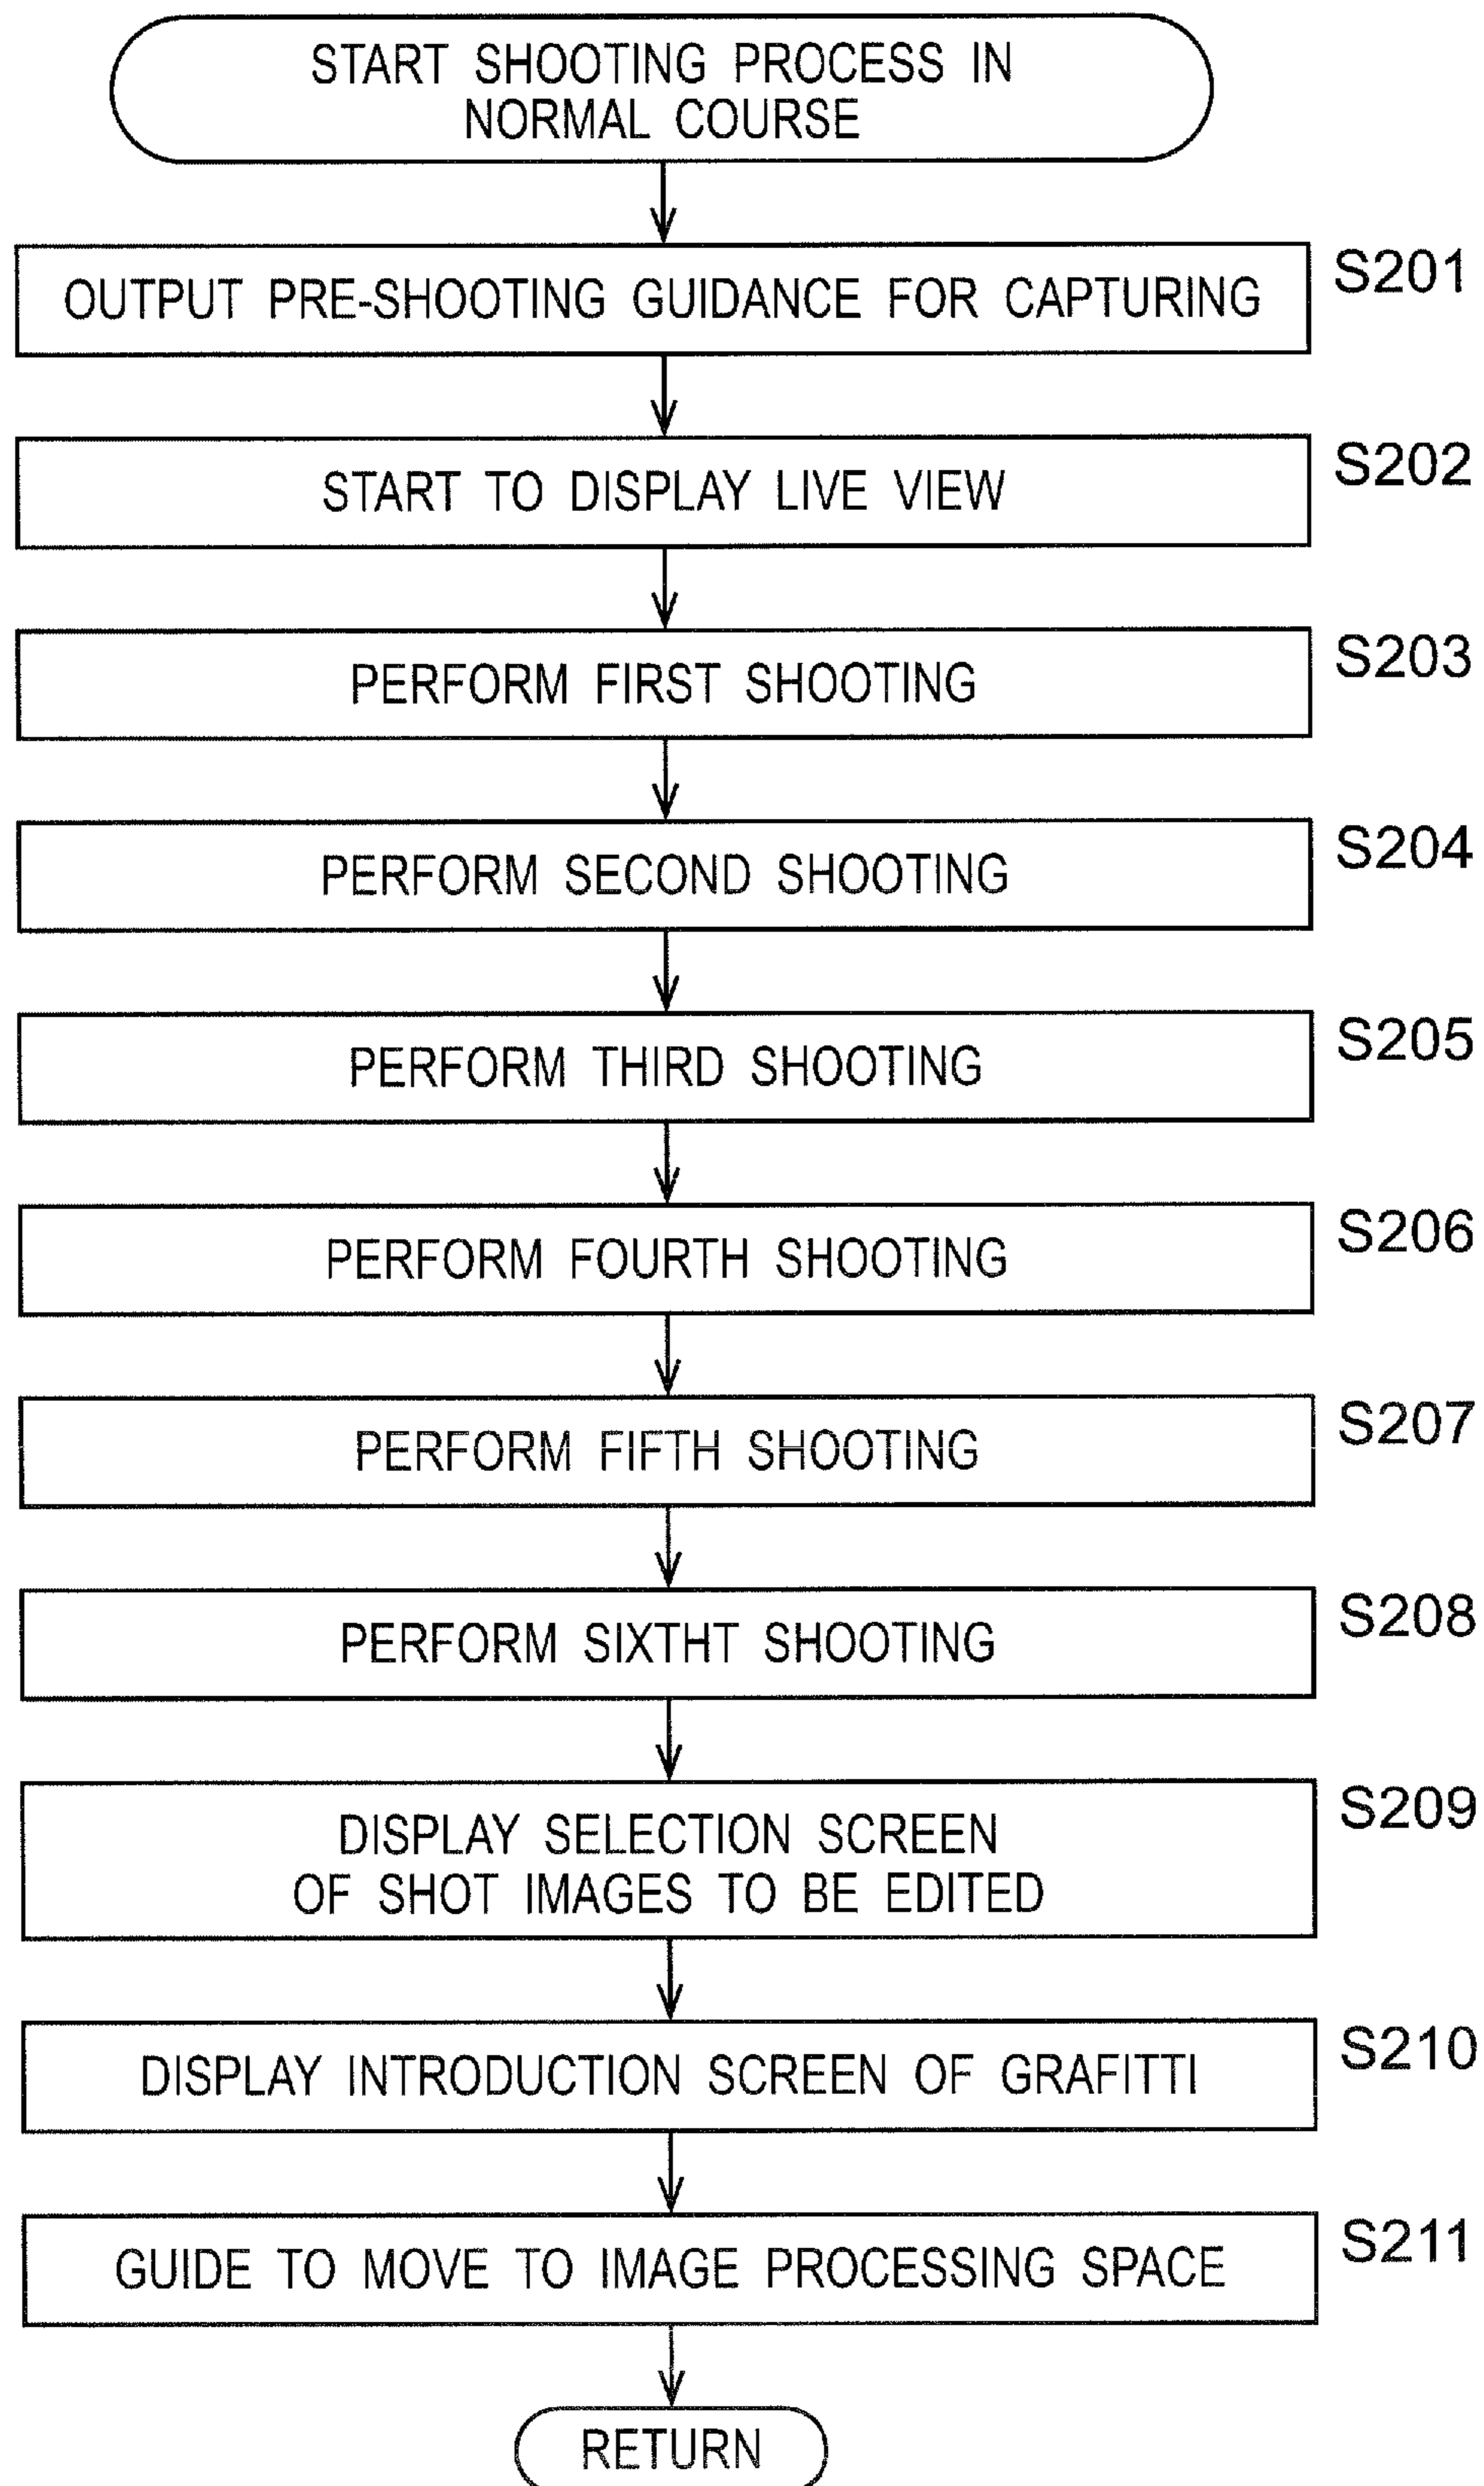 START SHOOTING PROCESS IN
NORMAL COURSE
OUTPUT PRE-SHOOTING GUIDANCE FOR CAPTURING
S201
START TO DISPLAY LIVE VIEW
S202
PERFORM FIRST SHOOTING
S203
PERFORM SECOND SHOOTING
S204
PERFORM THIRD SHOOTING
S205
PERFORM FOURTH SHOOTING
S206
PERFORM FIFTH SHOOTING
S207
PERFORM SIXTHT SHOOTING
S208
DISPLAY SELECTION SCREEN
OF SHOT IMAGES TO BE EDITED
S209
DISPLAY INTRODUCTION SCREEN OF GRAFITTI
S210
GUIDE TO MOVE TO IMAGE PROCESSING SPACE
S211
RETURN